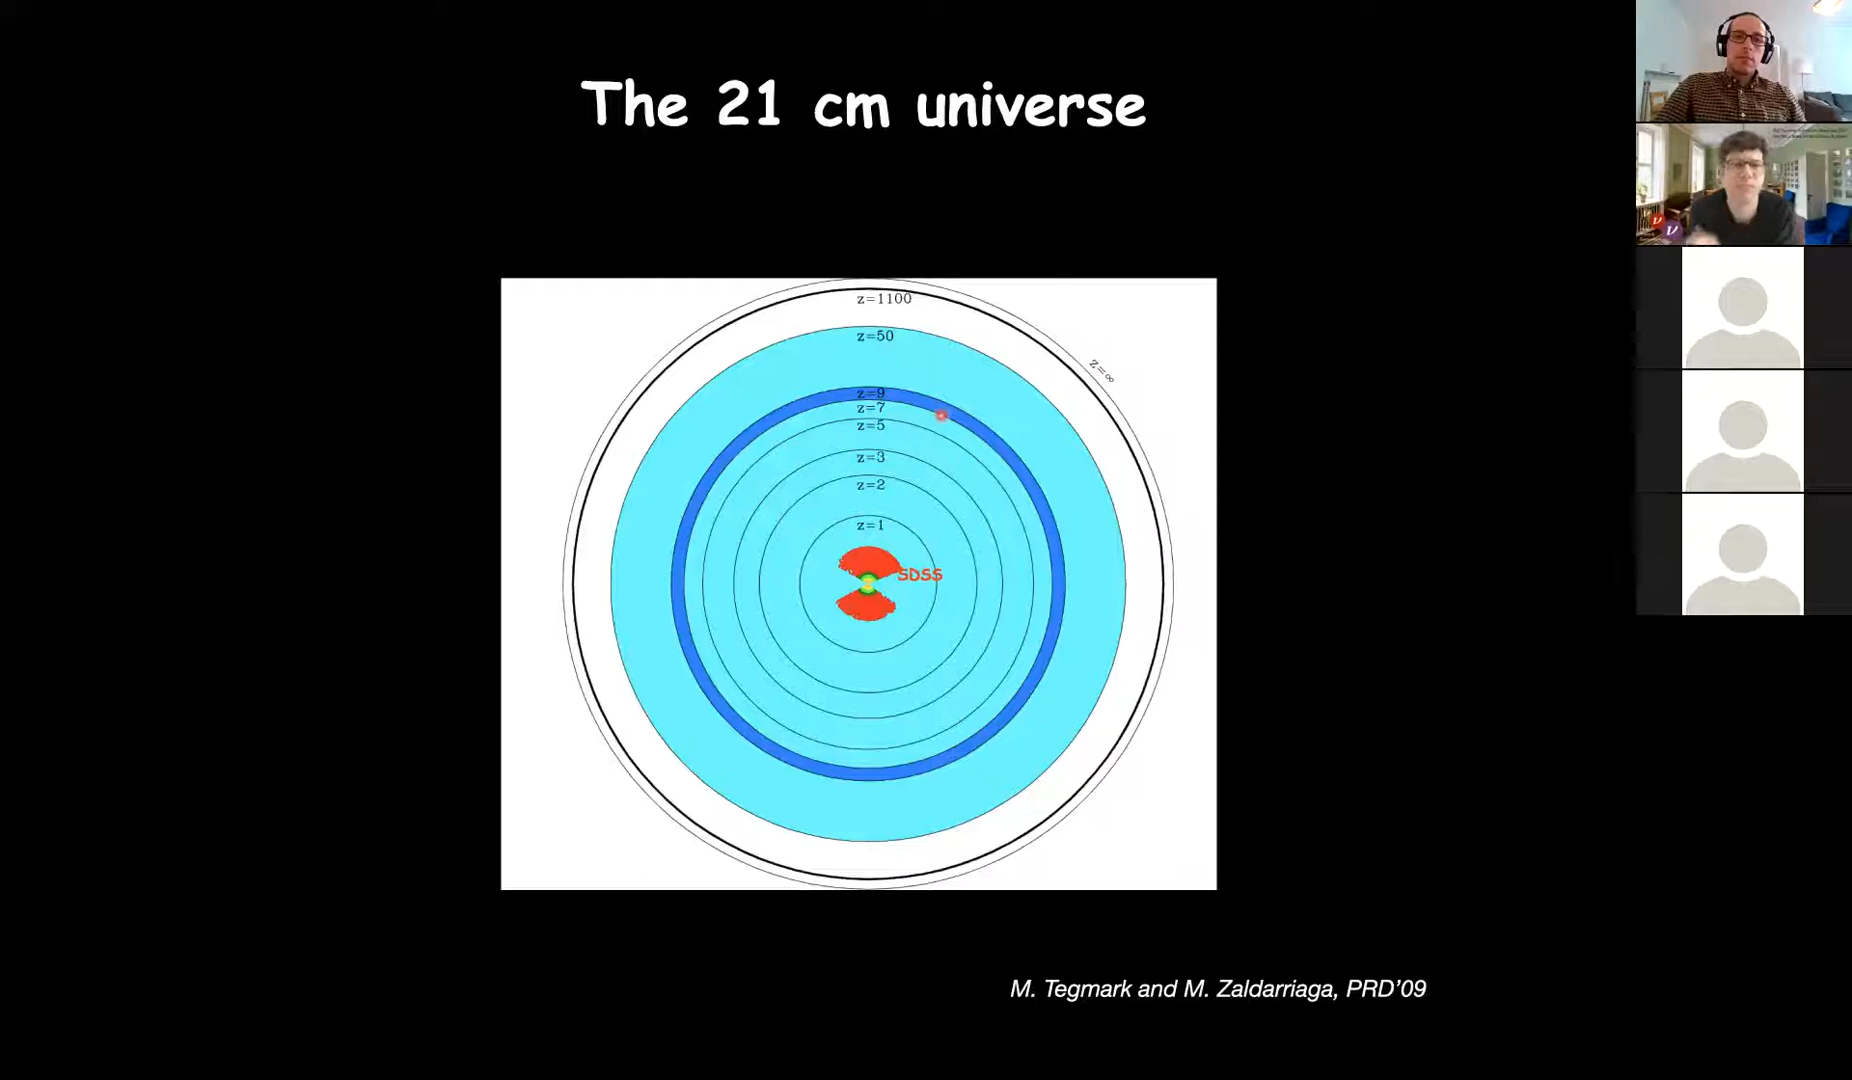 The 21 cm universe
z=1100
z=50
z=∞
z=9
z=7
z=5
z=3
z=2
z=1
SDSS
M. Tegmark and M. Zaldarriaga, PRD’09
ν
ν